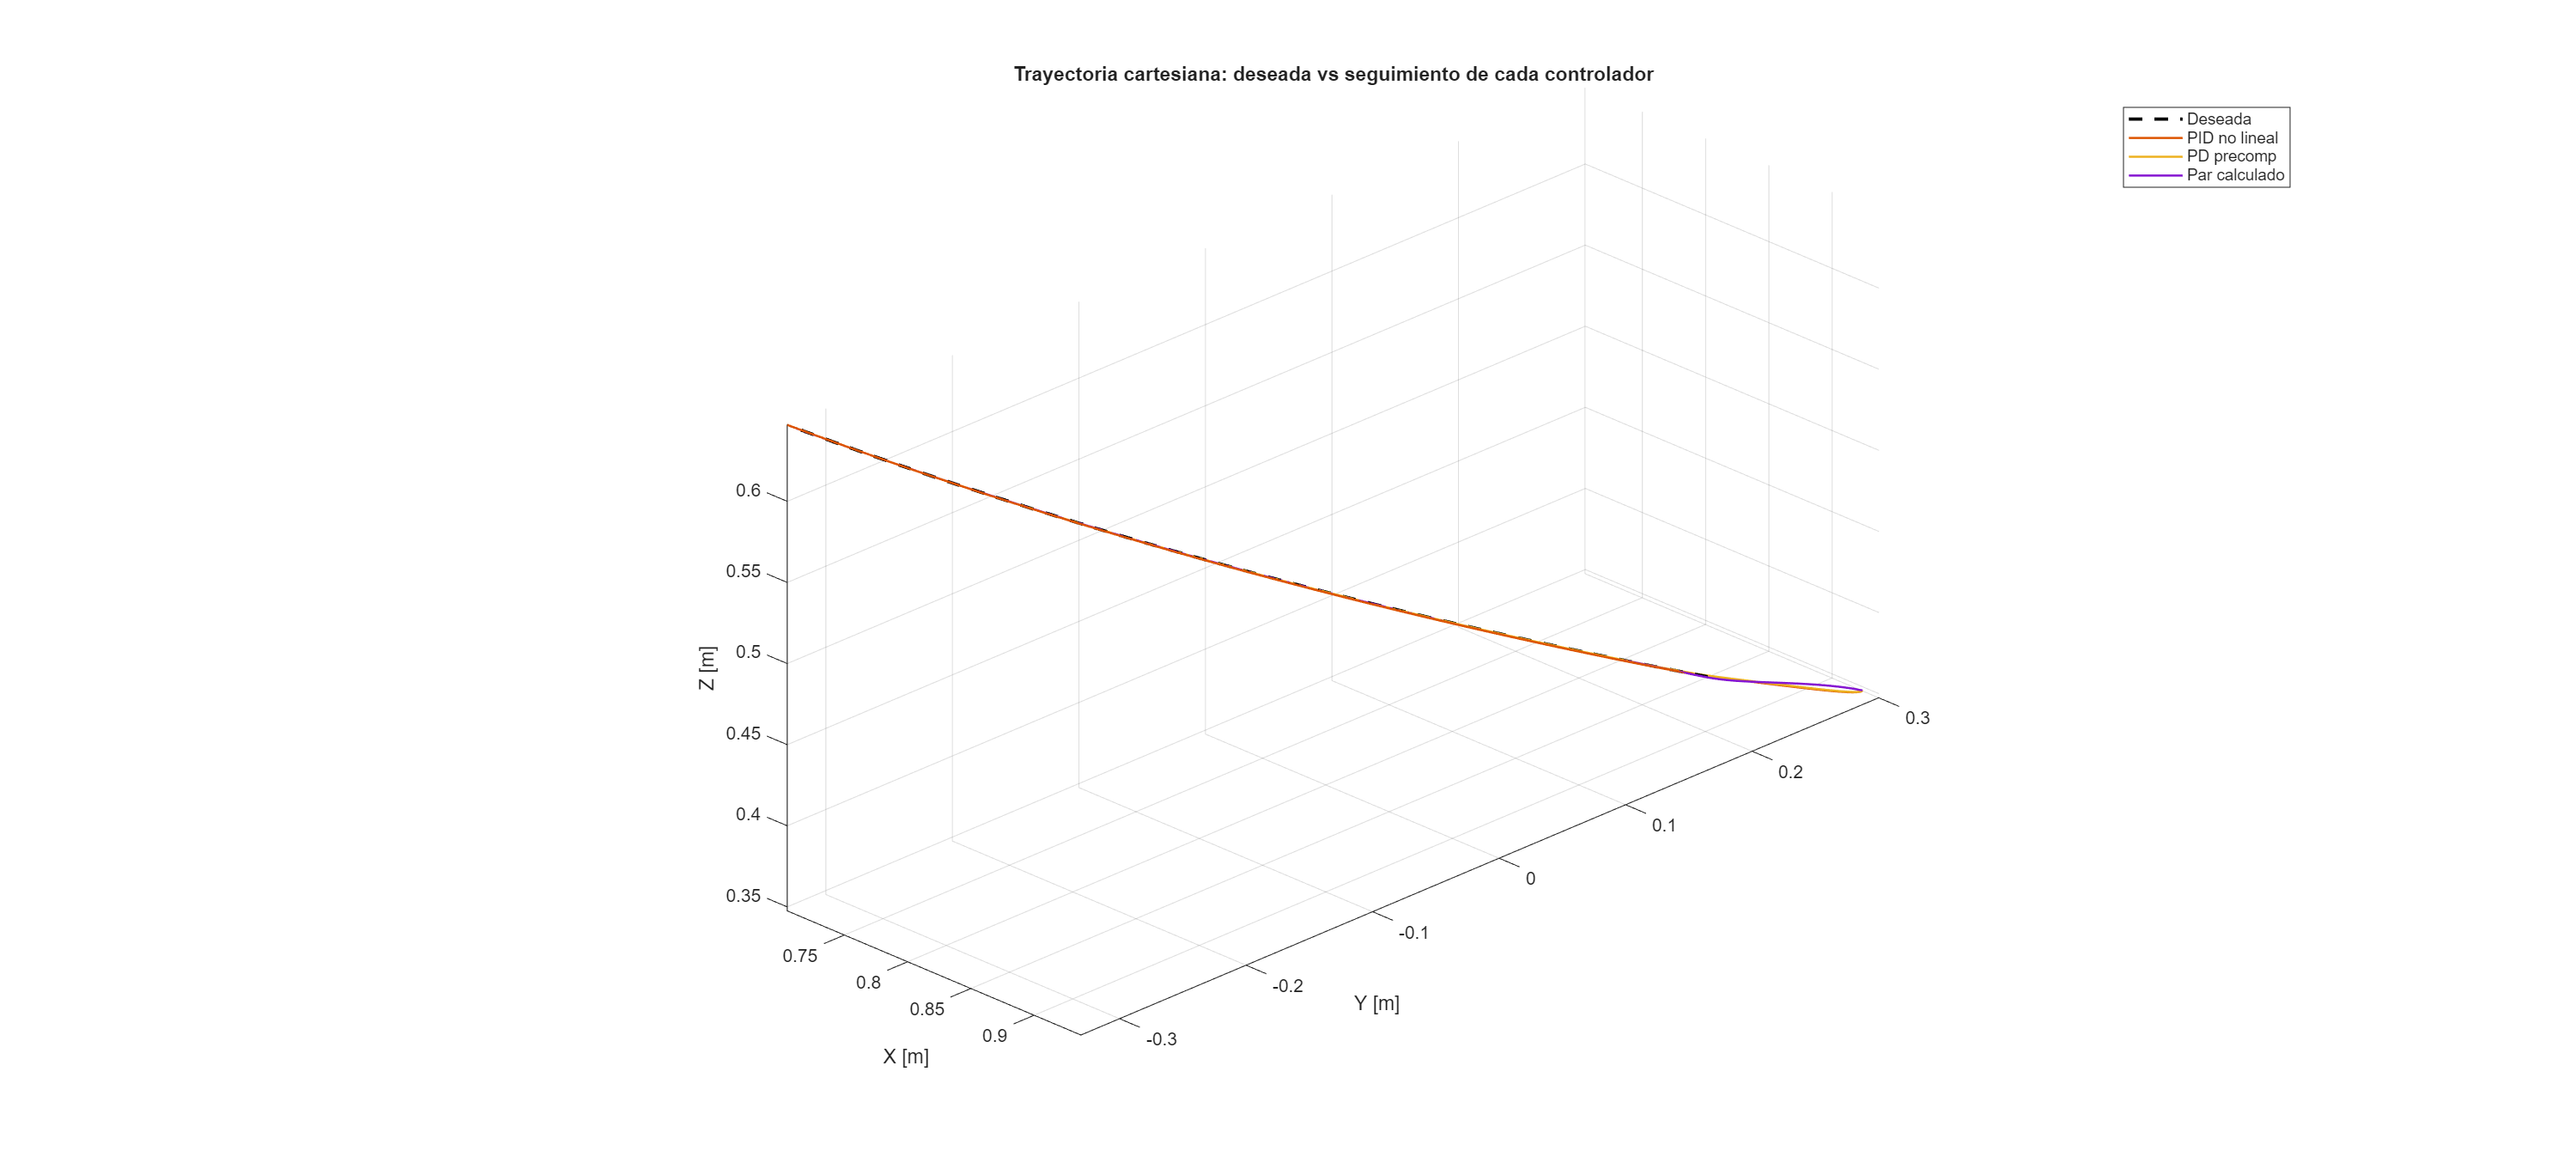 Trayectoria cartesiana: deseada vs seguimiento de cada controlador
Deseada
PID no lineal
PD precomp
Par calculado
0.6
0.55
0.5
0.45
0.4
0.35
Z [m]
0.75
0.8
0.85
0.9
X [m]
-0.3
-0.2
-0.1
0
0.1
0.2
0.3
Y [m]